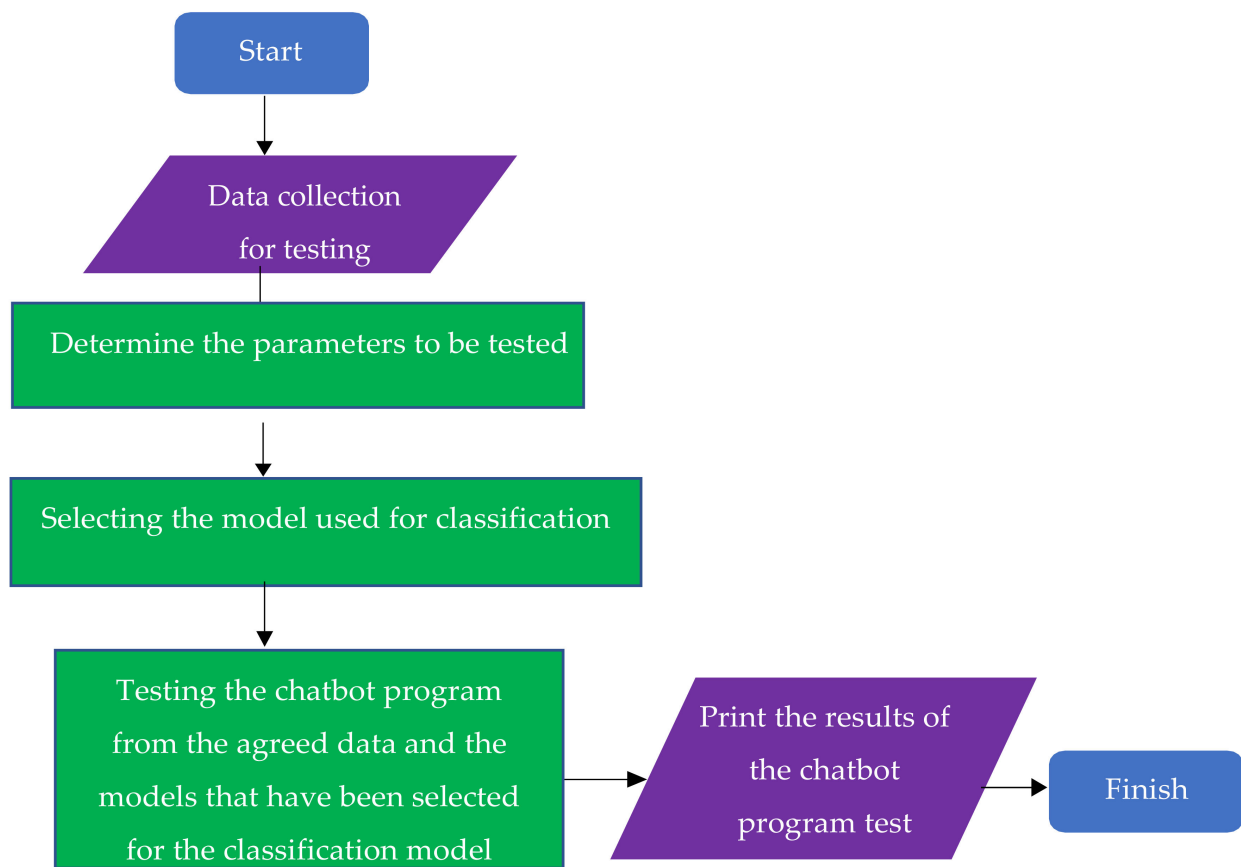 Start
Data collection
for testing
Determine the parameters to be tested
Selecting the model used for classification
Testing the chatbot program
from the agreed data and the
models that have been selected
for the classification model
Print the results of
the chatbot
program test
Finish